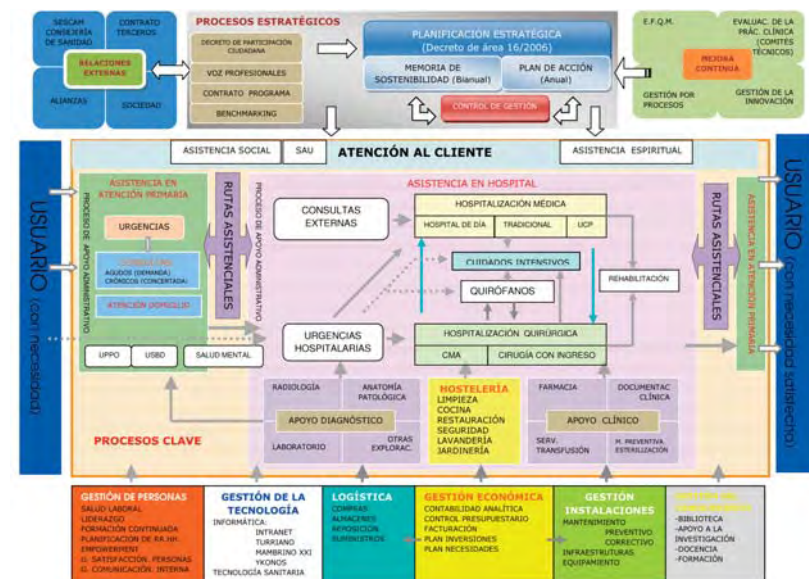 SESCAM
CONSEJERÍA
DE SANIDAD
CONTRATO
TERCEROS
RELACIONES
EXTERNAS
ALIANZAS
SOCIEDAD
PROCESOS ESTRATÉGICOS
DECRETO DE PARTICIPACIÓN
CIUDADANA
VOZ PROFESIONALES
CONTRATO PROGRAMA
BENCHMARKING
PLANIFICACIÓN ESTRATÉGICA
(Decreto de área 16/2006)
MEMORIA DE
SOSTENIBILIDAD (Bianual)
PLAN DE ACCIÓN
(Anual)
CONTROL DE GESTIÓN
E.F.Q.M.
EVALUAC. DE LA
PRÁC. CLÍNICA
(COMITÉS
TÉCNICOS)
MEJORA
CONTINUA
GESTIÓN POR
PROCESOS
GESTIÓN DE LA
INNOVACIÓN
USUARIO (con necesidad)
ASISTENCIA SOCIAL
SAU
ATENCIÓN AL CLIENTE
ASISTENCIA ESPIRITUAL
PROCESO DE APOYO ADMINISTRATIVO
ASISTENCIA EN
ATENCIÓN PRIMARIA
URGENCIAS
AGUDOS (DEMANDA)
CRÓNICOS (CONCERTADA)
ATENCIÓN DOMICILIO
UPPO
USBD
SALUD MENTAL
RUTAS ASISTENCIALES
PROCESO DE APOYO ADMINISTRATIVO
ASISTENCIA EN HOSPITAL
CONSULTAS
EXTERNAS
HOSPITALIZACIÓN MÉDICA
HOSPITAL DE DÍA
TRADICIONAL
UCP
CUIDADOS INTENSIVOS
QUIRÓFANOS
REHABILITACIÓN
URGENCIAS
HOSPITALARIAS
HOSPITALIZACIÓN QUIRÚRGICA
CMA
CIRUGÍA CON INGRESO
RUTAS ASISTENCIALES
ASISTENCIA EN ATENCIÓN PRIMARIA
USUARIO (con necesidad satisfecha)
RADIOLOGÍA
ANATOMÍA
PATOLÓGICA
APOYO DIAGNÓSTICO
LABORATORIO
OTRAS
EXPLORAC.
HOSTELERÍA
LIMPIEZA
COCINA
RESTAURACIÓN
SEGURIDAD
LAVANDERÍA
JARDINERÍA
FARMACIA
DOCUMENTAC
CLÍNICA
APOYO CLÍNICO
SERV.
TRANSFUSIÓN
M. PREVENTIVA
ESTERILIZACIÓN
PROCESOS CLAVE
GESTIÓN DE PERSONAS
SALUD LABORAL
LIDERAZGO
FORMACIÓN CONTINUADA
PLANIFICACION DE RR.HH.
EMPOWERMENT
G. SATISFACCIÓN. PERSONAS
G. COMUNICACIÓN. INTERNA
GESTIÓN DE LA
TECNOLOGÍA
INFORMÁTICA:
INTRANET
TURRIANO
MAMBRINO XXI
YKONOS
TECNOLOGÍA SANITARIA
LOGÍSTICA
COMPRAS
ALMACENES
REPOSICIÓN
SUMINISTROS
GESTIÓN ECONÓMICA
CONTABILIDAD ANALÍTICA
CONTROL PRESUPUESTARIO
FACTURACIÓN
PLAN INVERSIONES
PLAN NECESIDADES
GESTIÓN
INSTALACIONES
MANTENIMIENTO
PREVENTIVO
CORRECTIVO
INFRAESTRUTURAS
EQUIPAMIENTO
-BIBLIOTECA
-APOYO A LA
INVESTIGACIÓN
-DOCENCIA
-FORMACIÓN